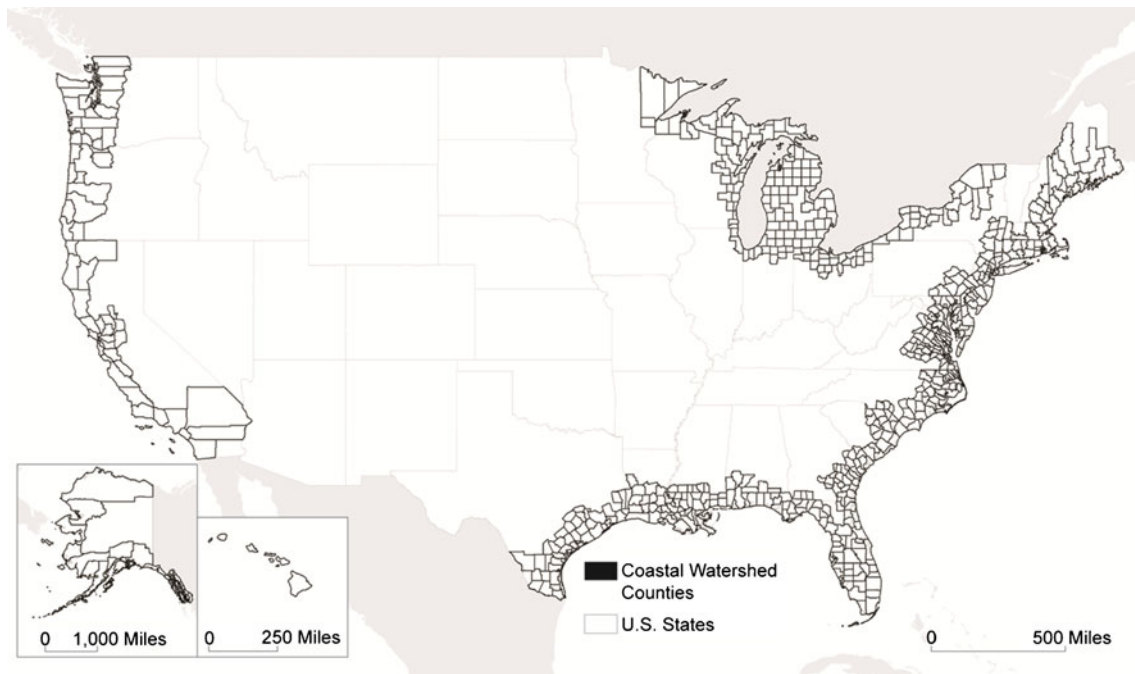 Coastal Watershed
Counties
U.S. States
0 1,000 Miles
0 250 Miles
0 500 Miles